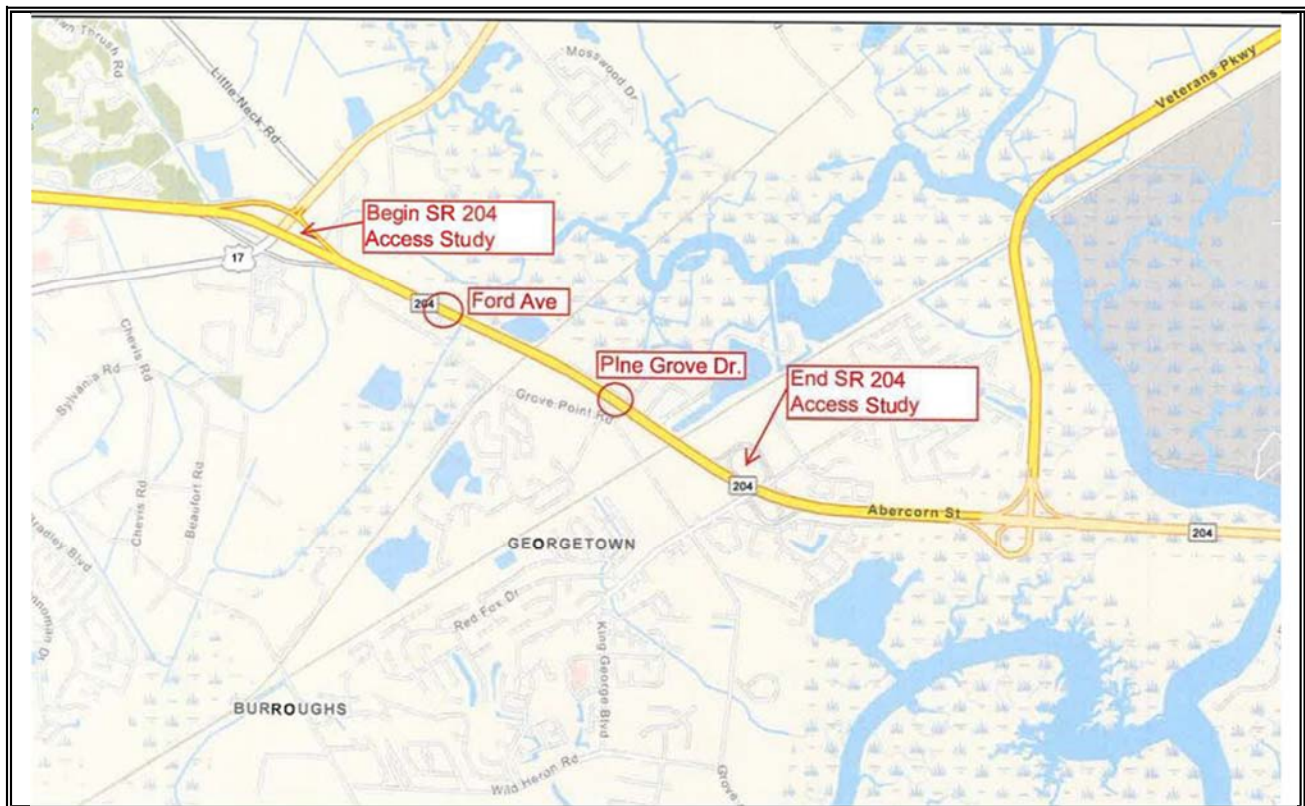 Mosswood Dr
Veterans Pkwy
Little Neck Rd
Begin SR 204
Access Study
17
204
Ford Ave
Chevis Rd
Sylvania Rd
PIne Grove Dr.
Grove Point Rd
End SR 204
Access Study
204
Abercorn St
204
Chevis Rd
Beaufort Rd
Bradley Blvd
GEORGETOWN
Red Fox Dr
King George Blvd
BURROUGHS
Wild Heron Rd
Grove